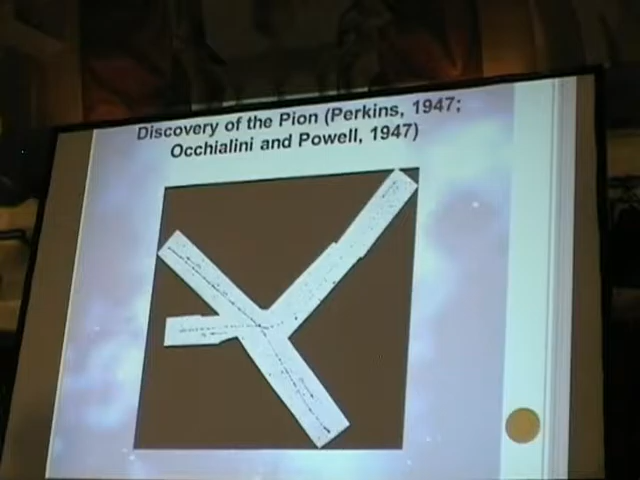 Discovery of the Pion (Perkins, 1947;
Occhialini and Powell, 1947)